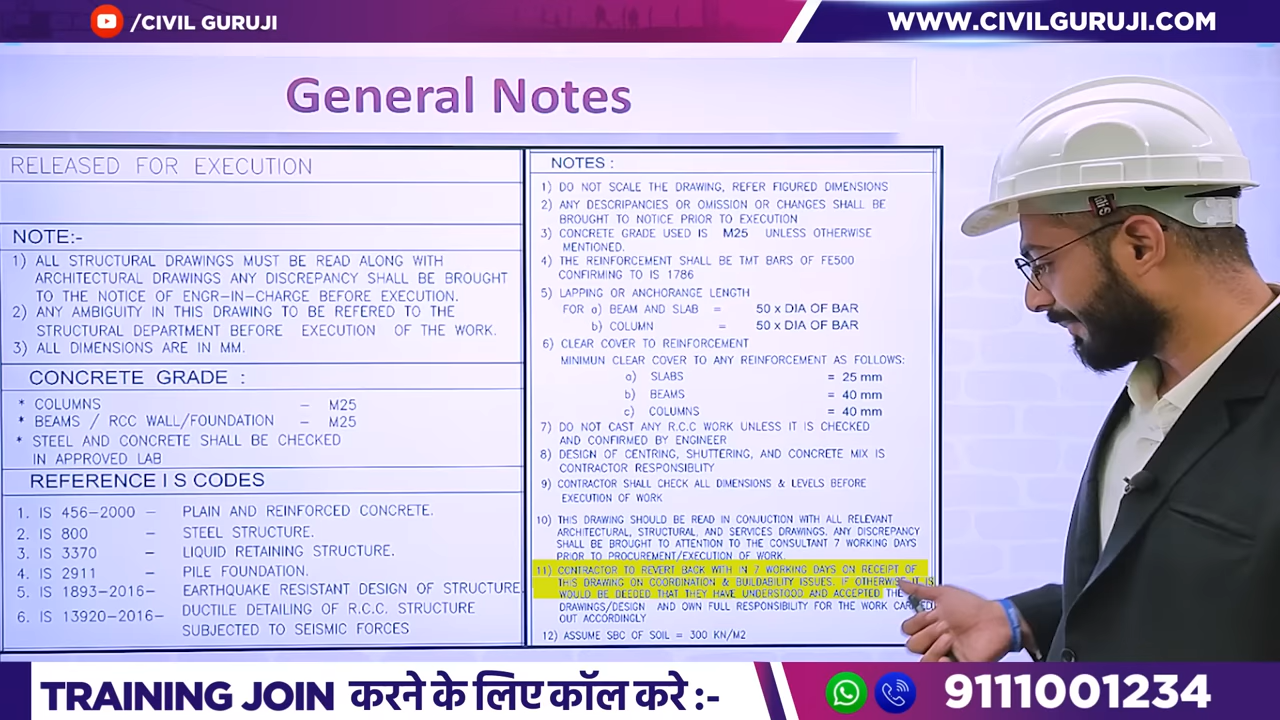 /CIVIL GURUJI
WWW.CIVILGURUJI.COM
General Notes
RELEASED FOR EXECUTION
NOTE:-
1) ALL STRUCTURAL DRAWINGS MUST BE READ ALONG WITH
ARCHITECTURAL DRAWINGS ANY DISCREPANCY SHALL BE BROUGHT
TO THE NOTICE OF ENGR-IN-CHARGE BEFORE EXECUTION.
2) ANY AMBIGUITY IN THIS DRAWING TO BE REFERED TO THE
STRUCTURAL DEPARTMENT BEFORE EXECUTION OF THE WORK.
3) ALL DIMENSIONS ARE IN MM.
CONCRETE GRADE :
* COLUMNS – M25
* BEAMS / RCC WALL/FOUNDATION – M25
* STEEL AND CONCRETE SHALL BE CHECKED
IN APPROVED LAB
REFERENCE I S CODES
1. IS 456-2000 – PLAIN AND REINFORCED CONCRETE.
2. IS 800 – STEEL STRUCTURE.
3. IS 3370 – LIQUID RETAINING STRUCTURE.
4. IS 2911 – PILE FOUNDATION.
5. IS 1893-2016- EARTHQUAKE RESISTANT DESIGN OF STRUCTURE.
6. IS 13920-2016- DUCTILE DETAILING OF R.C.C. STRUCTURE
SUBJECTED TO SEISMIC FORCES
NOTES :
1) DO NOT SCALE THE DRAWING, REFER FIGURED DIMENSIONS
2) ANY DESCRIPANCIES OR OMISSION OR CHANGES SHALL BE
BROUGHT TO NOTICE PRIOR TO EXECUTION
3) CONCRETE GRADE USED IS M25 UNLESS OTHERWISE
MENTIONED.
4) THE REINFORCEMENT SHALL BE TMT BARS OF FE500
CONFIRMING TO IS 1786
5) LAPPING OR ANCHORANGE LENGTH
FOR a) BEAM AND SLAB = 50 x DIA OF BAR
b) COLUMN = 50 x DIA OF BAR
6) CLEAR COVER TO REINFORCEMENT
MINIMUN CLEAR COVER TO ANY REINFORCEMENT AS FOLLOWS:
a) SLABS = 25 mm
b) BEAMS = 40 mm
c) COLUMNS = 40 mm
7) DO NOT CAST ANY R.C.C WORK UNLESS IT IS CHECKED
AND CONFIRMED BY ENGINEER
8) DESIGN OF CENTRING, SHUTTERING, AND CONCRETE MIX IS
CONTRACTOR RESPONSIBLITY
9) CONTRACTOR SHALL CHECK ALL DIMENSIONS & LEVELS BEFORE
EXECUTION OF WORK
10) THIS DRAWING SHOULD BE READ IN CONJUCTION WITH ALL RELEVANT
ARCHITECTURAL, STRUCTURAL, AND SERVICES DRAWINGS. ANY DISCREPANCY
SHALL BE BROUGHT TO ATTENTION TO THE CONSULTANT 7 WORKING DAYS
PRIOR TO PROCUREMENT/EXECUTION OF WORK.
11) CONTRACTOR TO REVERT BACK WITH IN 7 WORKING DAYS ON RECEIPT OF
THIS DRAWING ON COORDINATION & BUILDABILITY ISSUES. IF OTHERWISE IT IS
WOULD BE DEEDED THAT THEY HAVE UNDERSTOOD AND ACCEPTED
DRAWINGS/DESIGN AND OWN FULL RESPONSIBILITY FOR THE WORK
OUT ACCORDINGLY
12) ASSUME SBC OF SOIL = 300 KN/M2
TRAINING JOIN करने के लिए कॉल करे :-
9111001234